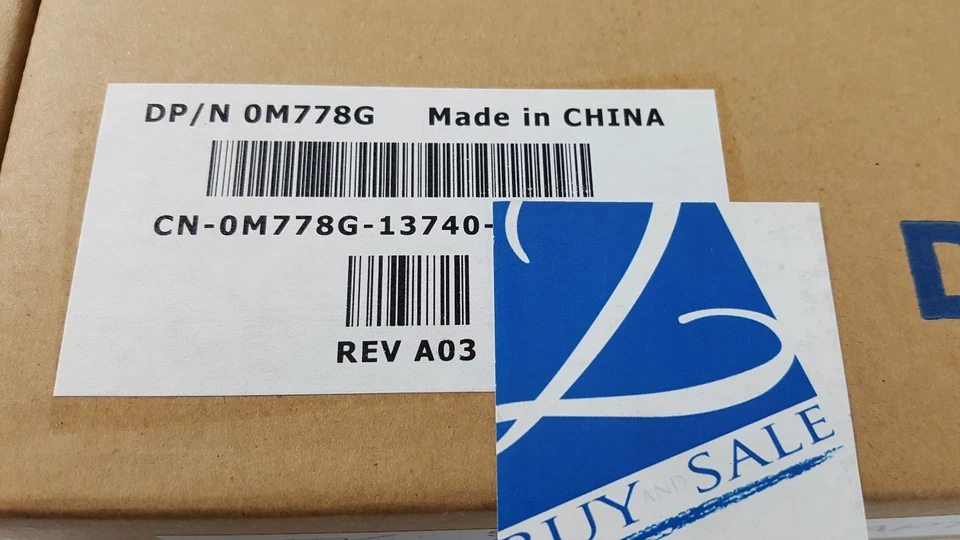 DP/N 0M778G Made in CHINA
CN-0M778G-13740-
REV A03
BUY AND SALE